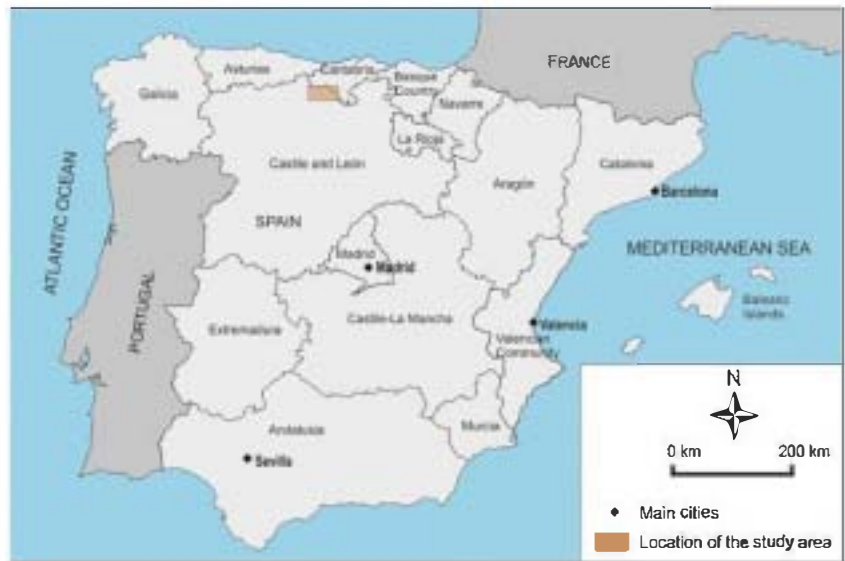 FRANCE
Asturias
Cantabria
Basque
Country
Galicia
Navarre
La Rioja
Castile and León
Aragón
Catalonia
Barcelona
ATLANTIC OCEAN
SPAIN
MEDITERRANEAN SEA
Madrid
Madrid
PORTUGAL
Balearic
Islands
Extremadura
Castile-La Mancha
Valencia
Valencian
Community
Andalusia
Murcia
Sevilla
N
0 km 200 km
Main cities
Location of the study area